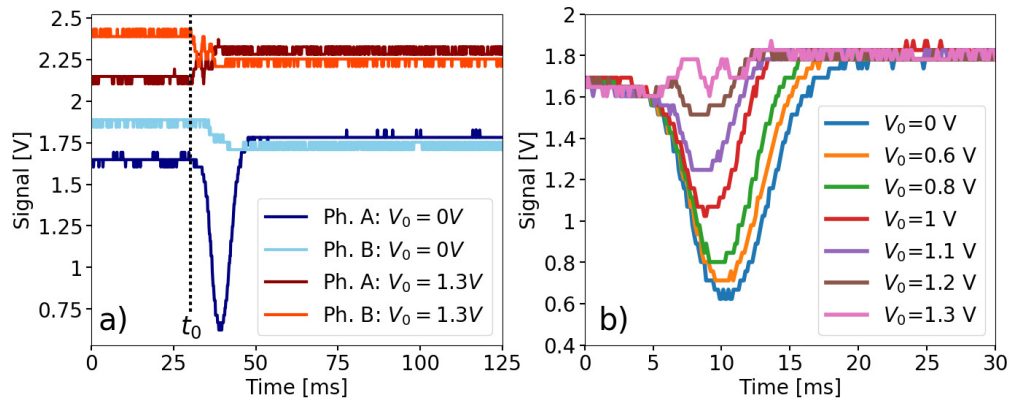 2.5
2.25
2
1.75
1.5
1.25
1
0.75
Signal [V]
a)
t₀
Ph. A: V₀ = 0V
Ph. B: V₀ = 0V
Ph. A: V₀ = 1.3V
Ph. B: V₀ = 1.3V
0 25 50 75 100 125
Time [ms]
2
1.8
1.6
1.4
1.2
1
0.8
0.6
0.4
Signal [V]
b)
V₀=0 V
V₀=0.6 V
V₀=0.8 V
V₀=1 V
V₀=1.1 V
V₀=1.2 V
V₀=1.3 V
0 5 10 15 20 25 30
Time [ms]